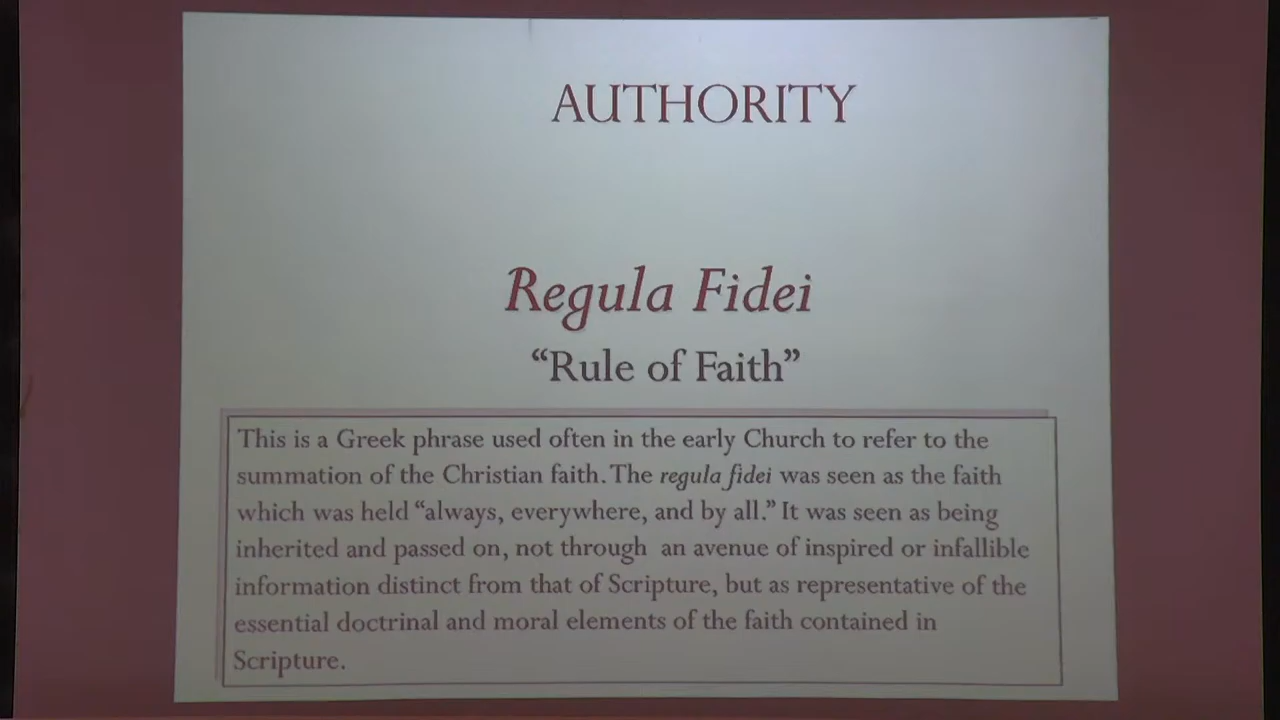 AUTHORITY
Regula Fidei
“Rule of Faith”
This is a Greek phrase used often in the early Church to refer to the
summation of the Christian faith. The regula fidei was seen as the faith
which was held “always, everywhere, and by all.” It was seen as being
inherited and passed on, not through an avenue of inspired or infallible
information distinct from that of Scripture, but as representative of the
essential doctrinal and moral elements of the faith contained in
Scripture.